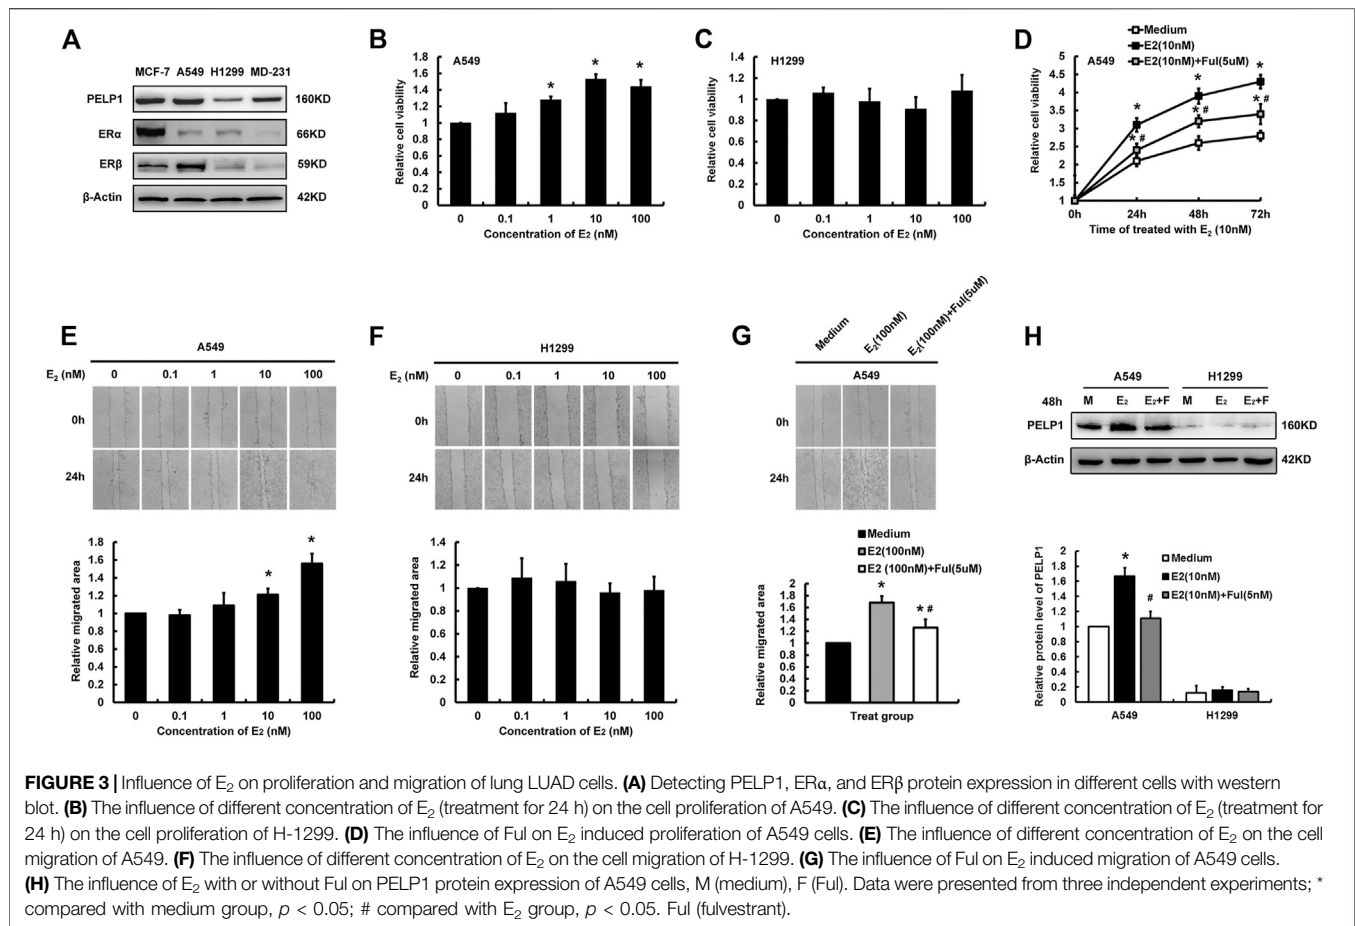 A
MCF-7 A549 H1299 MD-231
PELP1 160KD
ERα 66KD
ERβ 59KD
β-Actin 42KD
B
A549
Relative cell viability
1.8
1.6
1.4
1.2
1
0.8
0.6
0.4
0.2
0
* * *
0 0.1 1 10 100
Concentration of E₂ (nM)
C
H1299
Relative cell viability
1.4
1.2
1
0.8
0.6
0.4
0.2
0
0 0.1 1 10 100
Concentration of E₂ (nM)
D
Medium
E2(10nM)
E2(10nM)+Ful(5uM)
A549
Relative cell viability
5
4.5
4
3.5
3
2.5
2
1.5
1
* * *
*# *# *#
0h 24h 48h 72h
Time of treated with E₂ (10nM)
E
A549
E₂ (nM) 0 0.1 1 10 100
0h
24h
Relative migrated area
1.8
1.6
1.4
1.2
1
0.8
0.6
0.4
0.2
0
* *
0 0.1 1 10 100
Concentration of E₂ (nM)
F
H1299
E₂ (nM) 0 0.1 1 10 100
0h
24h
Relative migrated area
1.4
1.2
1
0.8
0.6
0.4
0.2
0
0 0.1 1 10 100
Concentration of E₂ (nM)
G
Medium E₂(100nM) E₂(100nM)+Ful(5uM)
A549
0h
24h
Medium
E2(100nM)
E2 (100nM)+Ful(5uM)
Relative migrated area
2
1.8
1.6
1.4
1.2
1
0.8
0.6
0.4
0.2
0
* *#
Treat group
H
A549 H1299
48h M E₂ E₂+F M E₂ E₂+F
PELP1 160KD
β-Actin 42KD
Medium
E2(10nM)
E2(10nM)+Ful(5nM)
Relative protein level of PELP1
2
1.8
1.6
1.4
1.2
1
0.8
0.6
0.4
0.2
* #
A549 H1299
FIGURE 3 | Influence of E₂ on proliferation and migration of lung LUAD cells. (A) Detecting PELP1, ERα, and ERβ protein expression in different cells with western
blot. (B) The influence of different concentration of E₂ (treatment for 24 h) on the cell proliferation of A549. (C) The influence of different concentration of E₂ (treatment for
24 h) on the cell proliferation of H-1299. (D) The influence of Ful on E₂ induced proliferation of A549 cells. (E) The influence of different concentration of E₂ on the cell
migration of A549. (F) The influence of different concentration of E₂ on the cell migration of H-1299. (G) The influence of Ful on E₂ induced migration of A549 cells.
(H) The influence of E₂ with or without Ful on PELP1 protein expression of A549 cells, M (medium), F (Ful). Data were presented from three independent experiments; *
compared with medium group, p < 0.05; # compared with E₂ group, p < 0.05. Ful (fulvestrant).